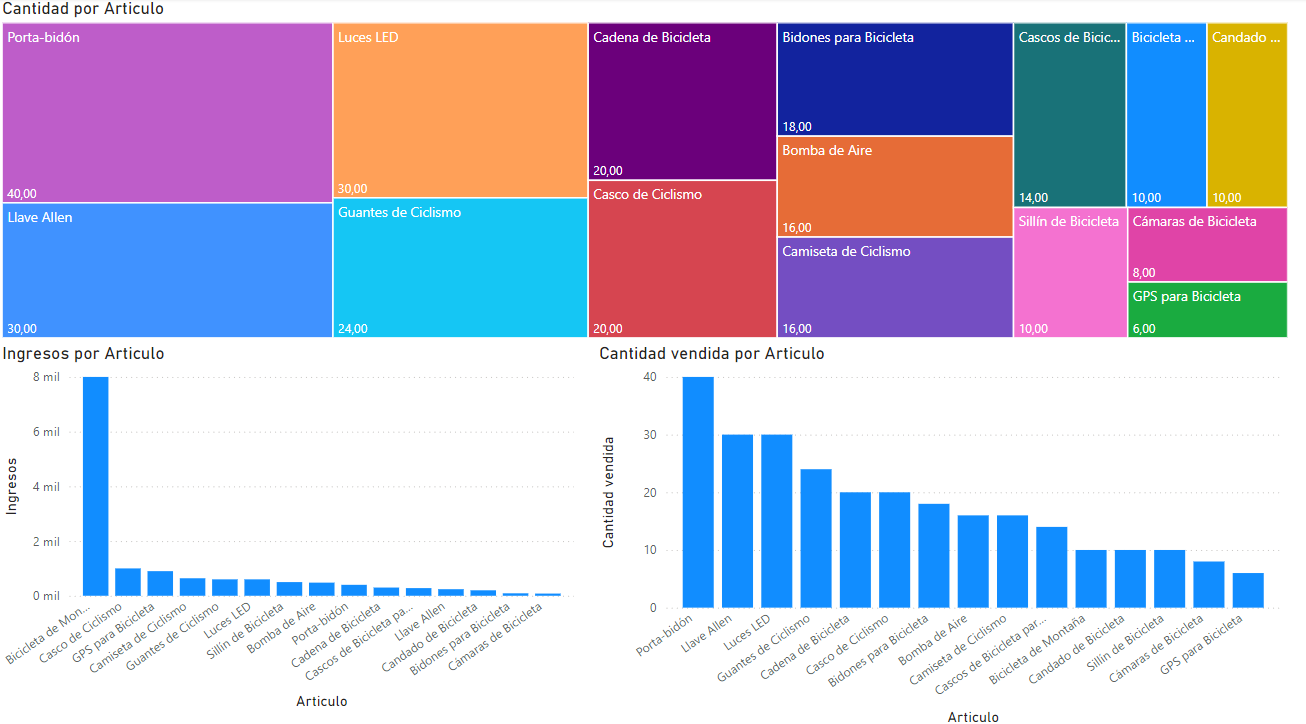 Cantidad por Articulo
Porta-bidón
40,00
Llave Allen
30,00
Luces LED
30,00
Guantes de Ciclismo
24,00
Cadena de Bicicleta
20,00
Casco de Ciclismo
20,00
Bidones para Bicicleta
18,00
Bomba de Aire
16,00
Camiseta de Ciclismo
16,00
Cascos de Bicic...
14,00
Bicicleta ...
10,00
Candado ...
10,00
Sillín de Bicicleta
10,00
Cámaras de Bicicleta
8,00
GPS para Bicicleta
6,00
Ingresos por Articulo
Ingresos
8 mil
6 mil
4 mil
2 mil
0 mil
Bicicleta de Mon...
Casco de Ciclismo
GPS para Bicicleta
Camiseta de Ciclismo
Guantes de Ciclismo
Luces LED
Sillín de Bicicleta
Bomba de Aire
Porta-bidón
Cadena de Bicicleta
Cascos de Bicicleta pa...
Llave Allen
Candado de Bicicleta
Bidones para Bicicleta
Cámaras de Bicicleta
Articulo
Cantidad vendida por Articulo
Cantidad vendida
40
30
20
10
0
Porta-bidón
Llave Allen
Luces LED
Guantes de Ciclismo
Cadena de Bicicleta
Casco de Ciclismo
Bidones para Bicicleta
Bomba de Aire
Camiseta de Ciclismo
Cascos de Bicicleta par...
Bicicleta de Montaña
Candado de Bicicleta
Sillín de Bicicleta
Cámaras de Bicicleta
GPS para Bicicleta
Articulo